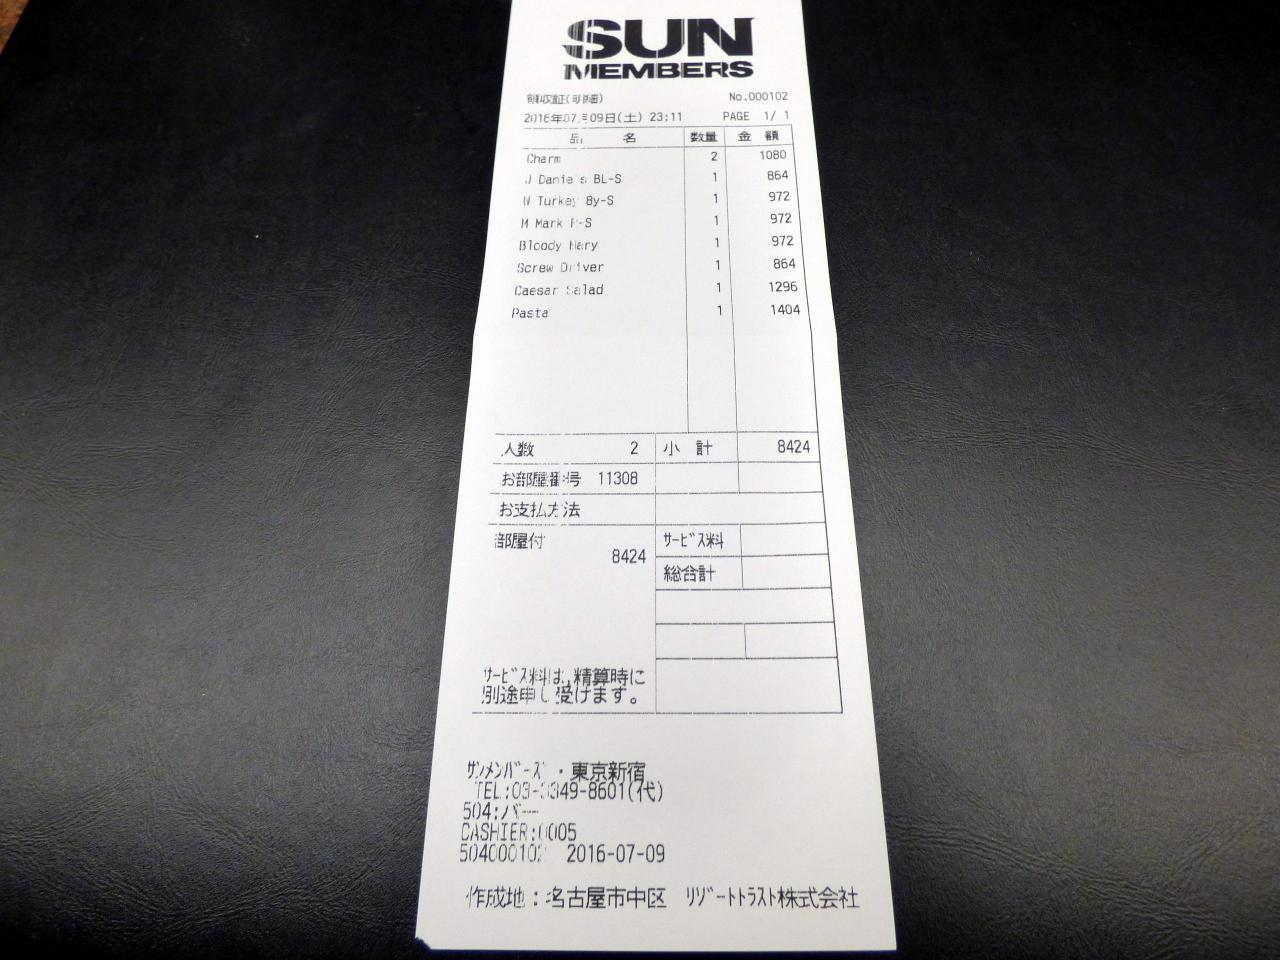 SUN
MEMBERS
領収証(明細) No.000102
2016年07月09日(土) 23:11 PAGE 1/ 1
品 名 数量 金 額
Charm 2 1080
J Daniels BL-S 1 864
W Turkey By-S 1 972
M Mark R-S 1 972
Bloody Mary 1 972
Screw Driver 1 864
Caesar Salad 1 1296
Pasta 1 1404
人数 2 小 計 8424
お部屋番号 11308
お支払方法
部屋付 8424
サービス料
総合計
サービス料は、精算時に
別途申し受けます。
サンメンバーズ・東京新宿
TEL:03-3349-8601(代)
504:バー
CASHIER:0005
504000102 2016-07-09
作成地:名古屋市中区 リゾートトラスト株式会社